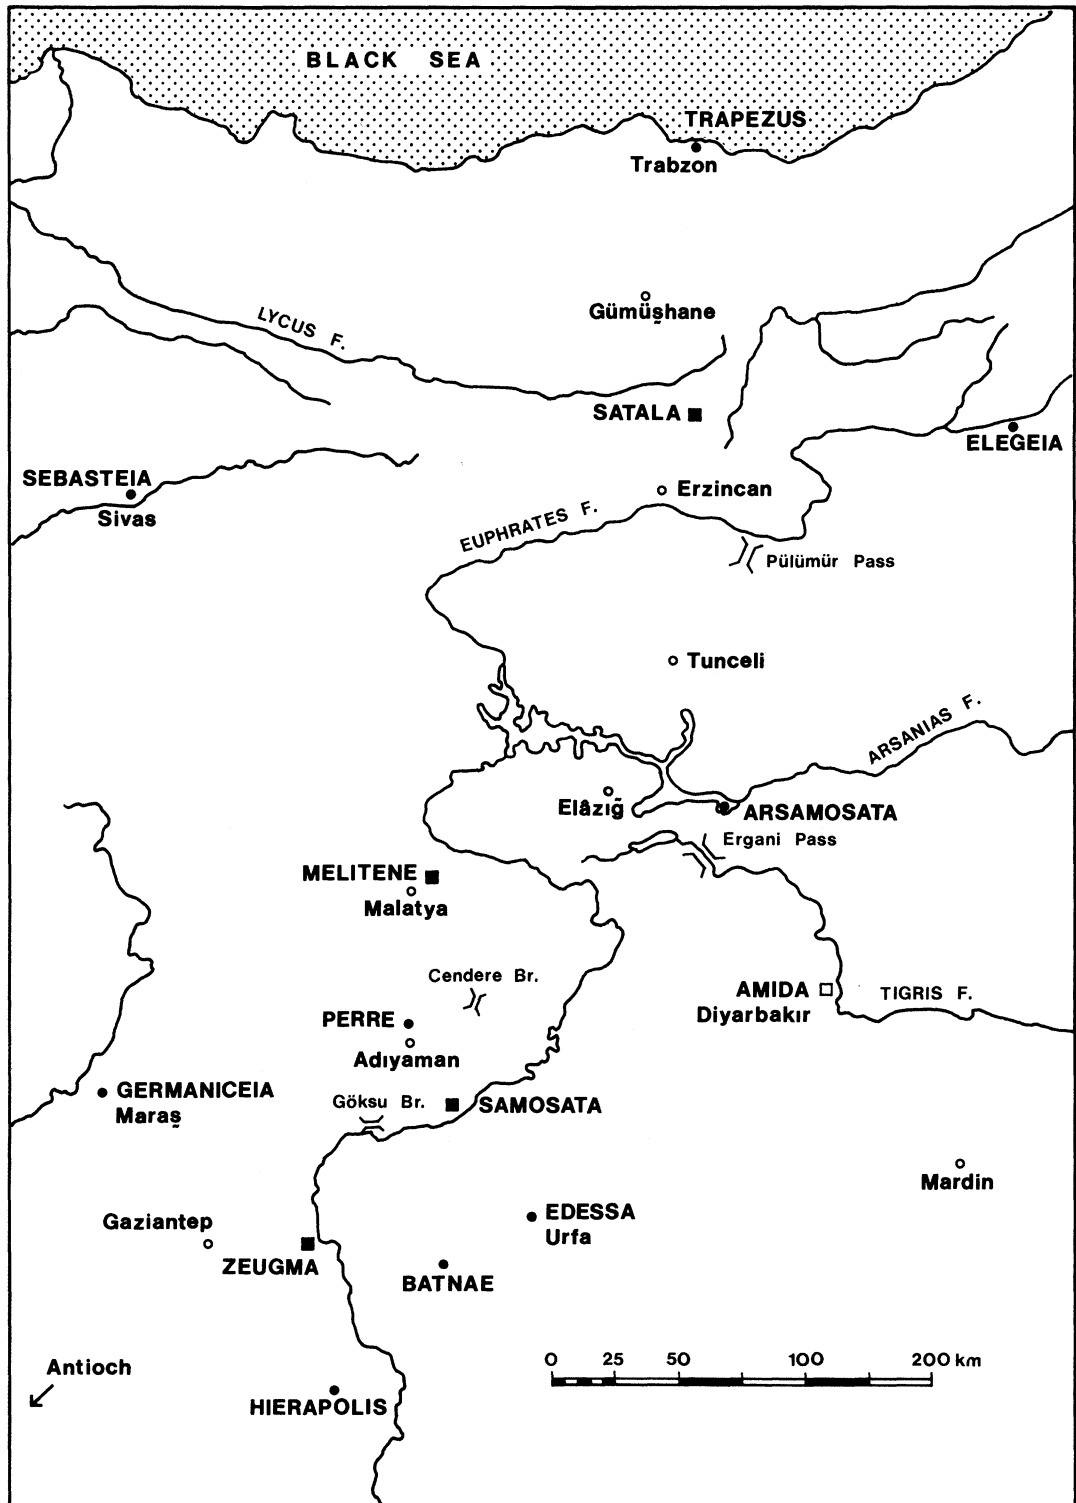 BLACK SEA
TRAPEZUS
Trabzon
Gümüşhane
LYCUS F.
SATALA
ELEGEIA
SEBASTEIA
Sivas
Erzincan
EUPHRATES F.
Pülümür Pass
Tunceli
ARSANIAS F.
Elâzığ
ARSAMOSATA
Ergani Pass
MELITENE
Malatya
Cendere Br.
AMIDA
Diyarbakır
TIGRIS F.
PERRE
Adıyaman
GERMANICEIA
Maraş
Göksu Br.
SAMOSATA
Mardin
EDESSA
Urfa
Gaziantep
ZEUGMA
BATNAE
Antioch
0 25 50 100 200 km
HIERAPOLIS